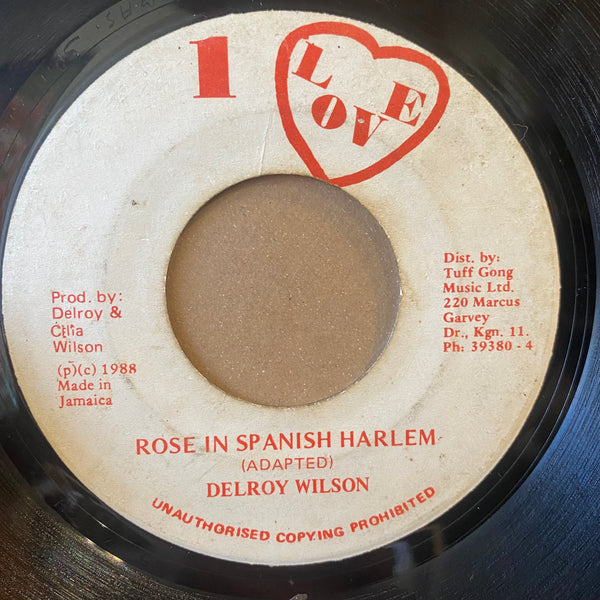 1 LOVE
Prod. by:
Delroy &
Celia
Wilson
(p)(c) 1988
Made in
Jamaica
Dist. by:
Tuff Gong
Music Ltd.
220 Marcus
Garvey
Dr., Kgn. 11.
Ph: 39380 - 4
ROSE IN SPANISH HARLEM
(ADAPTED)
DELROY WILSON
UNAUTHORISED COPYING PROHIBITED